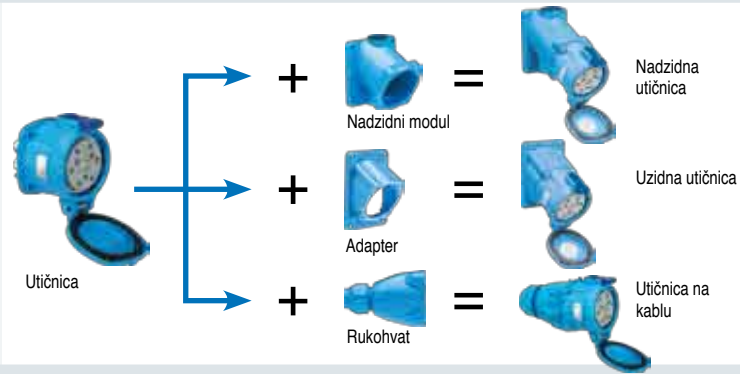 Utičnica
+
Nadzidni modul
=
Nadzidna
utičnica
+
Adapter
=
Uzidna utičnica
+
Rukohvat
=
Utičnica na
kablu